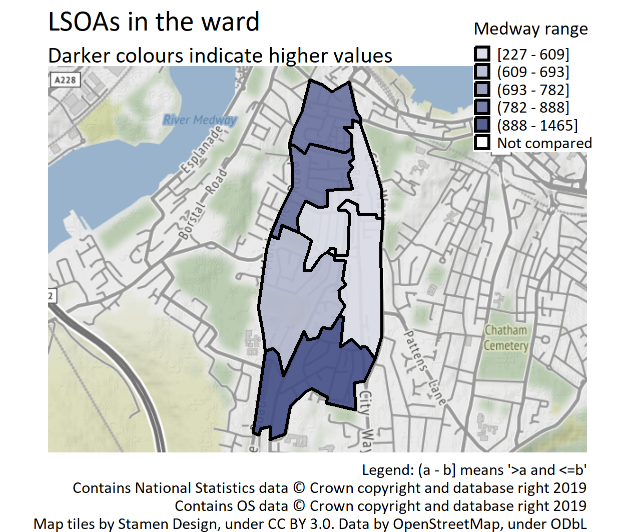 LSOAs in the ward
Darker colours indicate higher values
Medway range
[227 - 609]
(609 - 693]
(693 - 782]
(782 - 888]
(888 - 1465]
Not compared
A228
River Medway
Esplanade
Borstal - Road
2
Chatham
Cemetery
Pattens - Lane
City - Way
Legend: (a - b] means '>a and <=b'
Contains National Statistics data © Crown copyright and database right 2019
Contains OS data © Crown copyright and database right 2019
Map tiles by Stamen Design, under CC BY 3.0. Data by OpenStreetMap, under ODbL